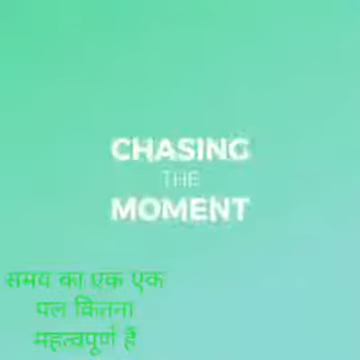 CHASING
THE
MOMENT
समय का एक एक
पल कितना
महत्वपूर्ण हैं